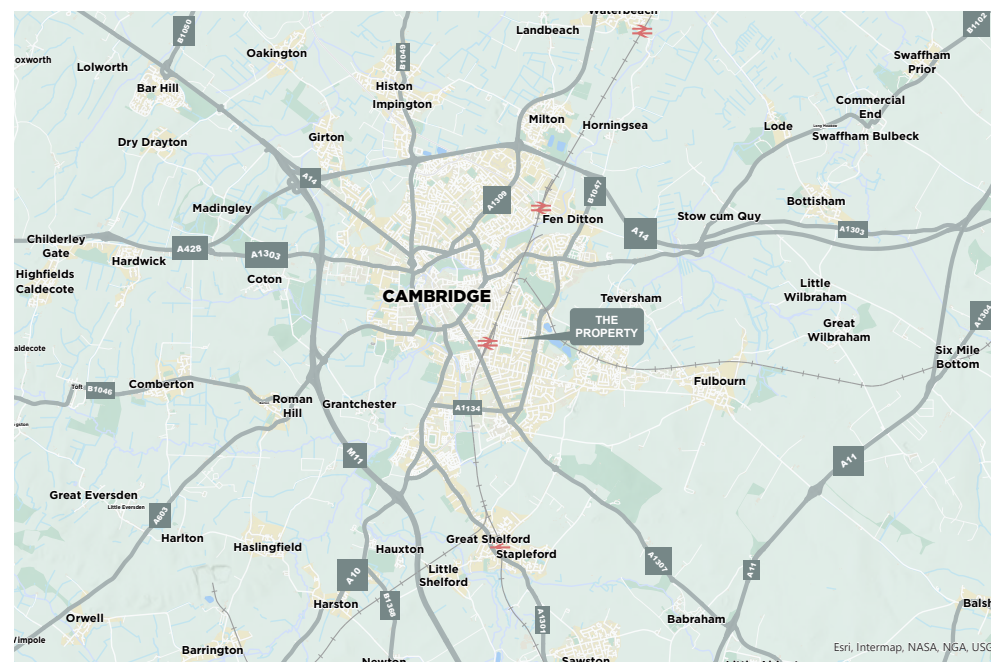 Waterbeach
Landbeach
B1050
B1102
oxworth
Lolworth
Oakington
B1049
Swaffham
Prior
Bar Hill
Histon
Impington
Commercial
End
Milton
Horningsea
Lode
Swaffham Bulbeck
Dry Drayton
Girton
A14
A1309
B1047
Madingley
Fen Ditton
Stow cum Quy
Bottisham
A14
A1303
Childerley
Gate
A428
A1303
Hardwick
Coton
Highfields
Caldecote
CAMBRIDGE
Teversham
Little
Wilbraham
THE
PROPERTY
Great
Wilbraham
A1304
aldecote
Six Mile
Bottom
Toft
B1046
Comberton
Fulbourn
Roman
Hill
Grantchester
A1134
M11
A11
Great Eversden
Little Eversden
A603
Harlton
Haslingfield
Hauxton
Great Shelford
Stapleford
A10
Little
Shelford
A1307
A11
Harston
B1368
A1301
Orwell
Babraham
Balsh
Wimpole
Barrington
Newton
Sawston
Esri, Intermap, NASA, NGA, USG